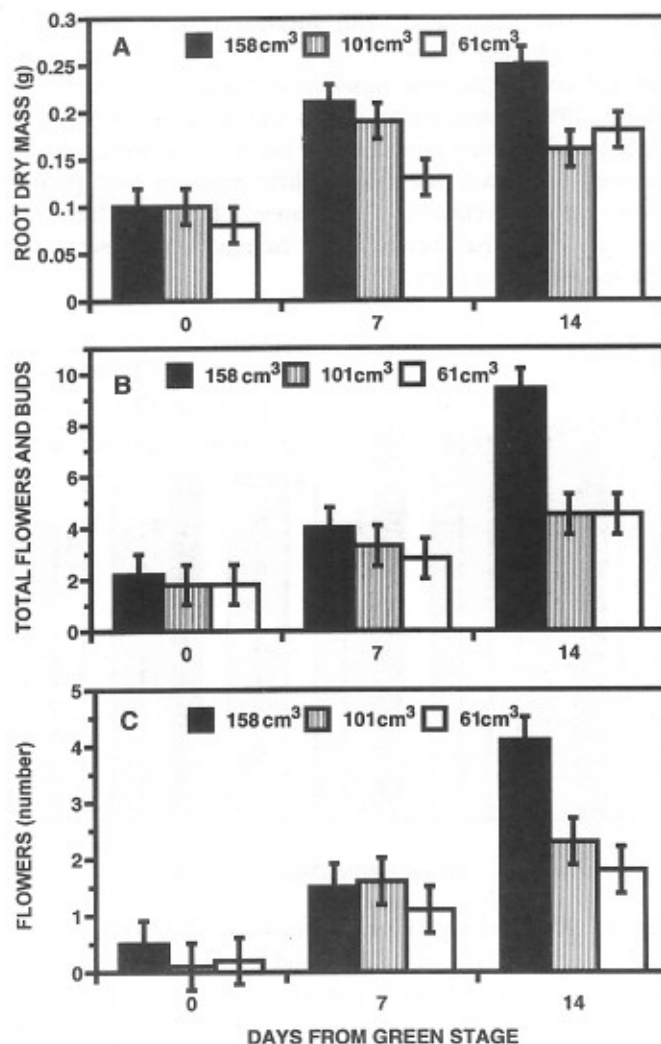 A 158cm³ 101cm³ 61cm³
ROOT DRY MASS (g)
0.3
0.25
0.2
0.15
0.1
0.05
0
0 7 14
B 158 cm³ 101cm³ 61cm³
TOTAL FLOWERS AND BUDS
10
8
6
4
2
0
0 7 14
C 158 cm³ 101cm³ 61cm³
FLOWERS (number)
5
4
3
2
1
0
0 7 14
DAYS FROM GREEN STAGE